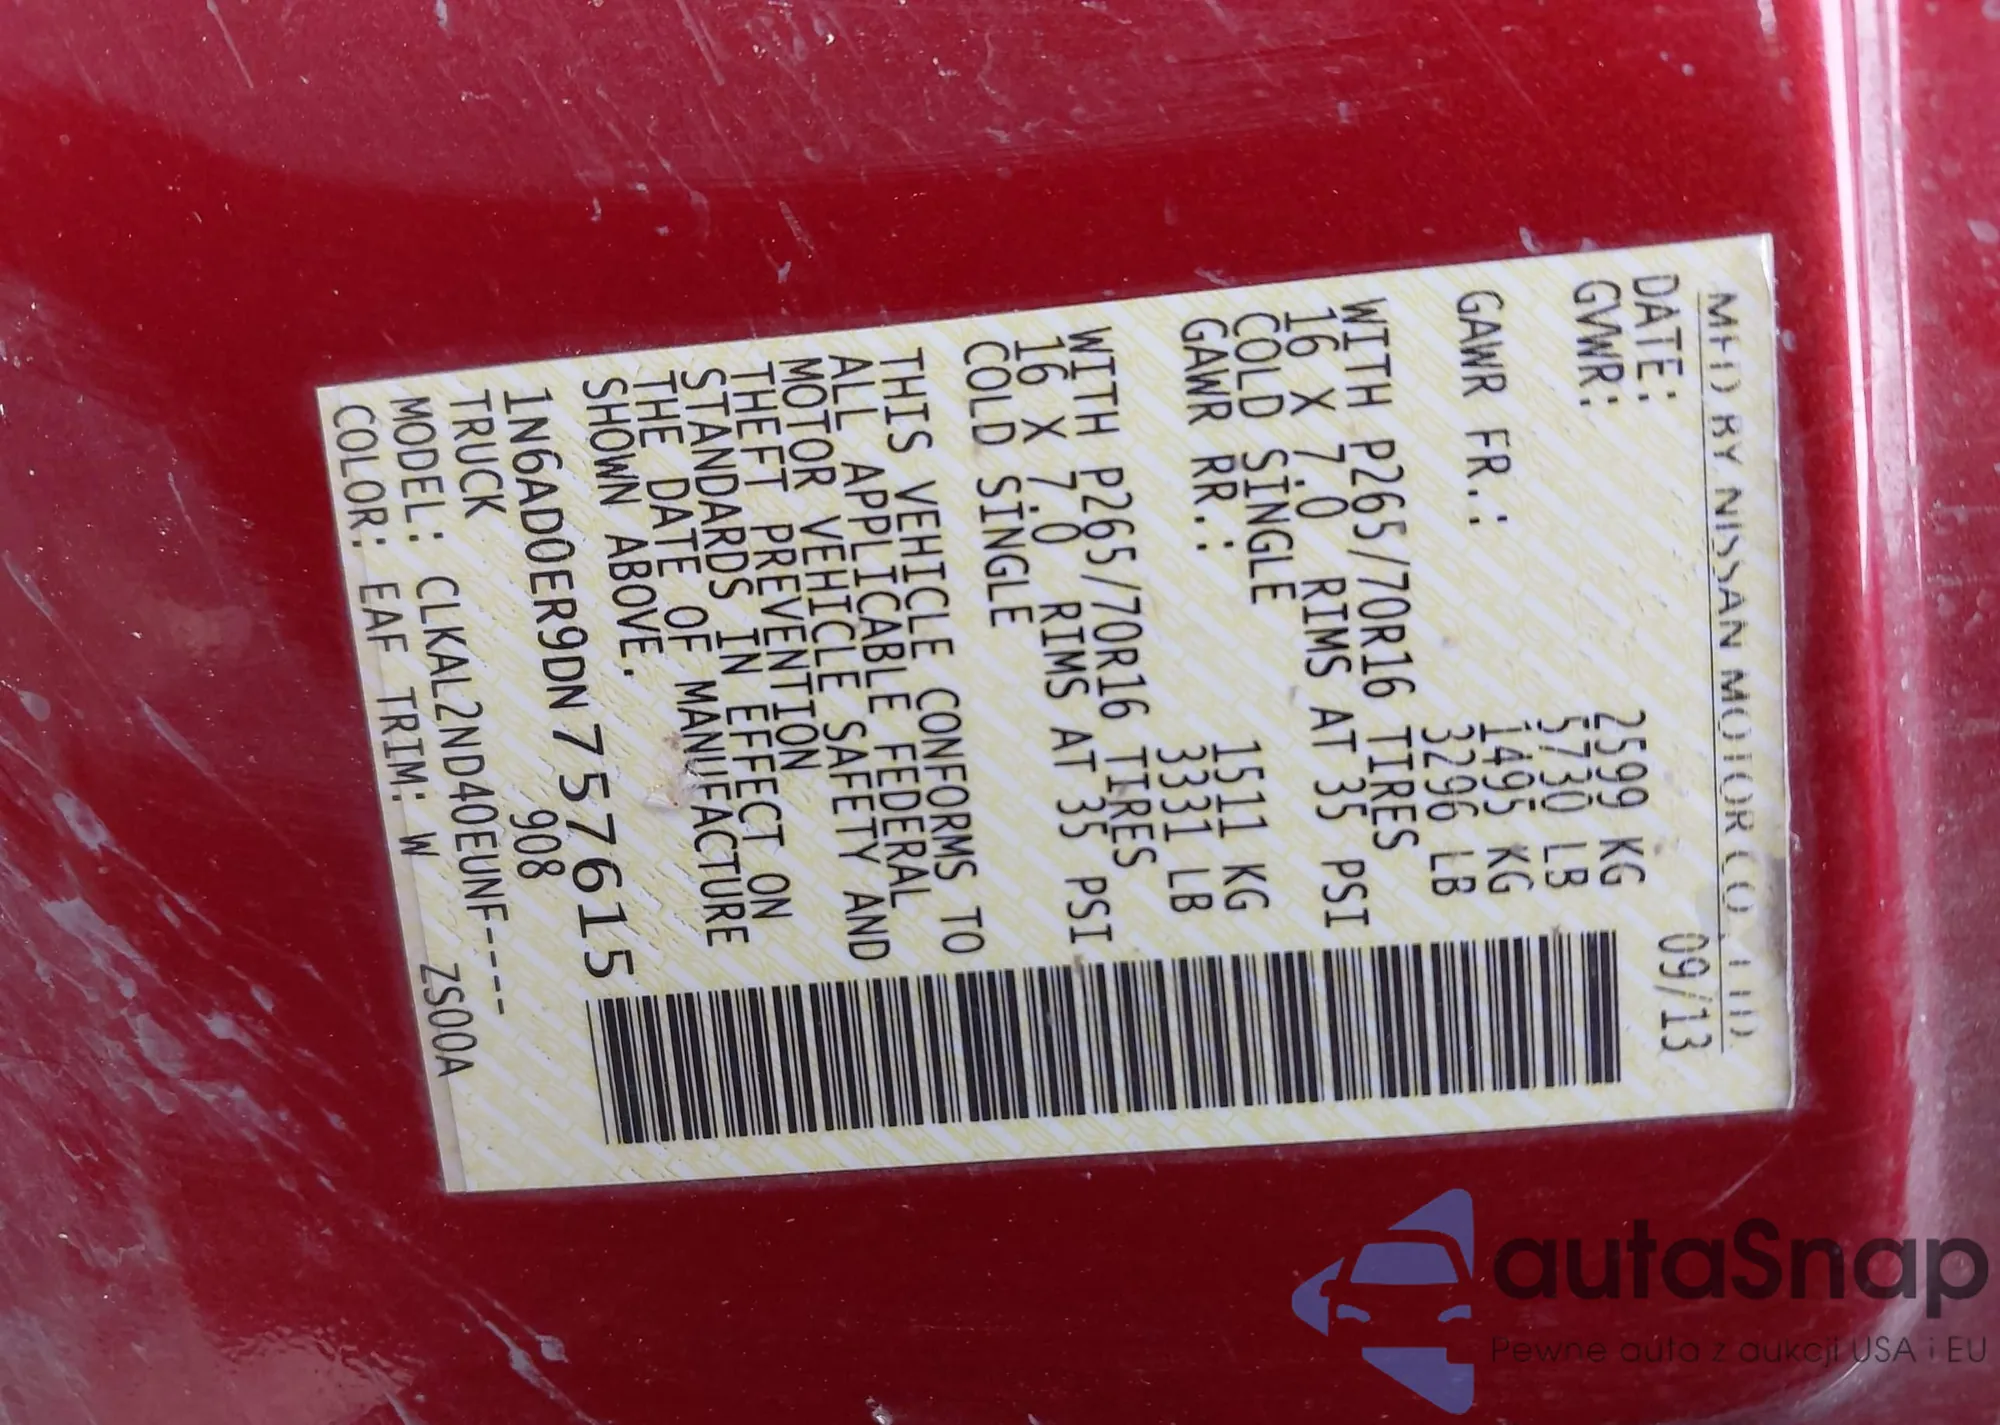 MFD BY NISSAN MOTOR CO., LTD.
DATE: 09/13
GVWR: 2599 KG
5730 LB
GAWR FR.: 1495 KG
3296 LB
WITH P265/70R16 TIRES
16 X 7.0 RIMS AT 35 PSI
COLD SINGLE
GAWR RR.: 1511 KG
3331 LB
WITH P265/70R16 TIRES
16 X 7.0 RIMS AT 35 PSI
COLD SINGLE
THIS VEHICLE CONFORMS TO
ALL APPLICABLE FEDERAL
MOTOR VEHICLE SAFETY AND
THEFT PREVENTION
STANDARDS IN EFFECT ON
THE DATE OF MANUFACTURE
SHOWN ABOVE.
1N6AD0ER9DN757615
TRUCK 908
MODEL: CLKAL2ND40EUNF----
COLOR: EAF TRIM: W ZS00A
autaSnap
Pewne auta z aukcji USA i EU